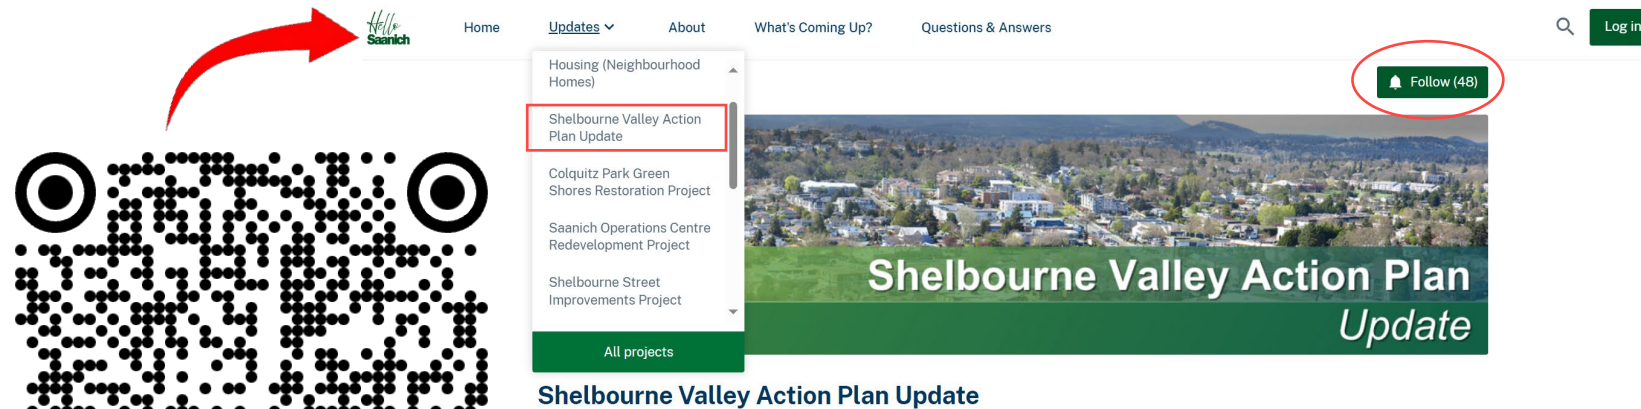 Hello
Saanich
Home
Updates
About
What's Coming Up?
Questions & Answers
Log in
Follow (48)
Housing (Neighbourhood
Homes)
Shelbourne Valley Action
Plan Update
Colquitz Park Green
Shores Restoration Project
Saanich Operations Centre
Redevelopment Project
Shelbourne Street
Improvements Project
All projects
Shelbourne Valley Action Plan
Update
Shelbourne Valley Action Plan Update